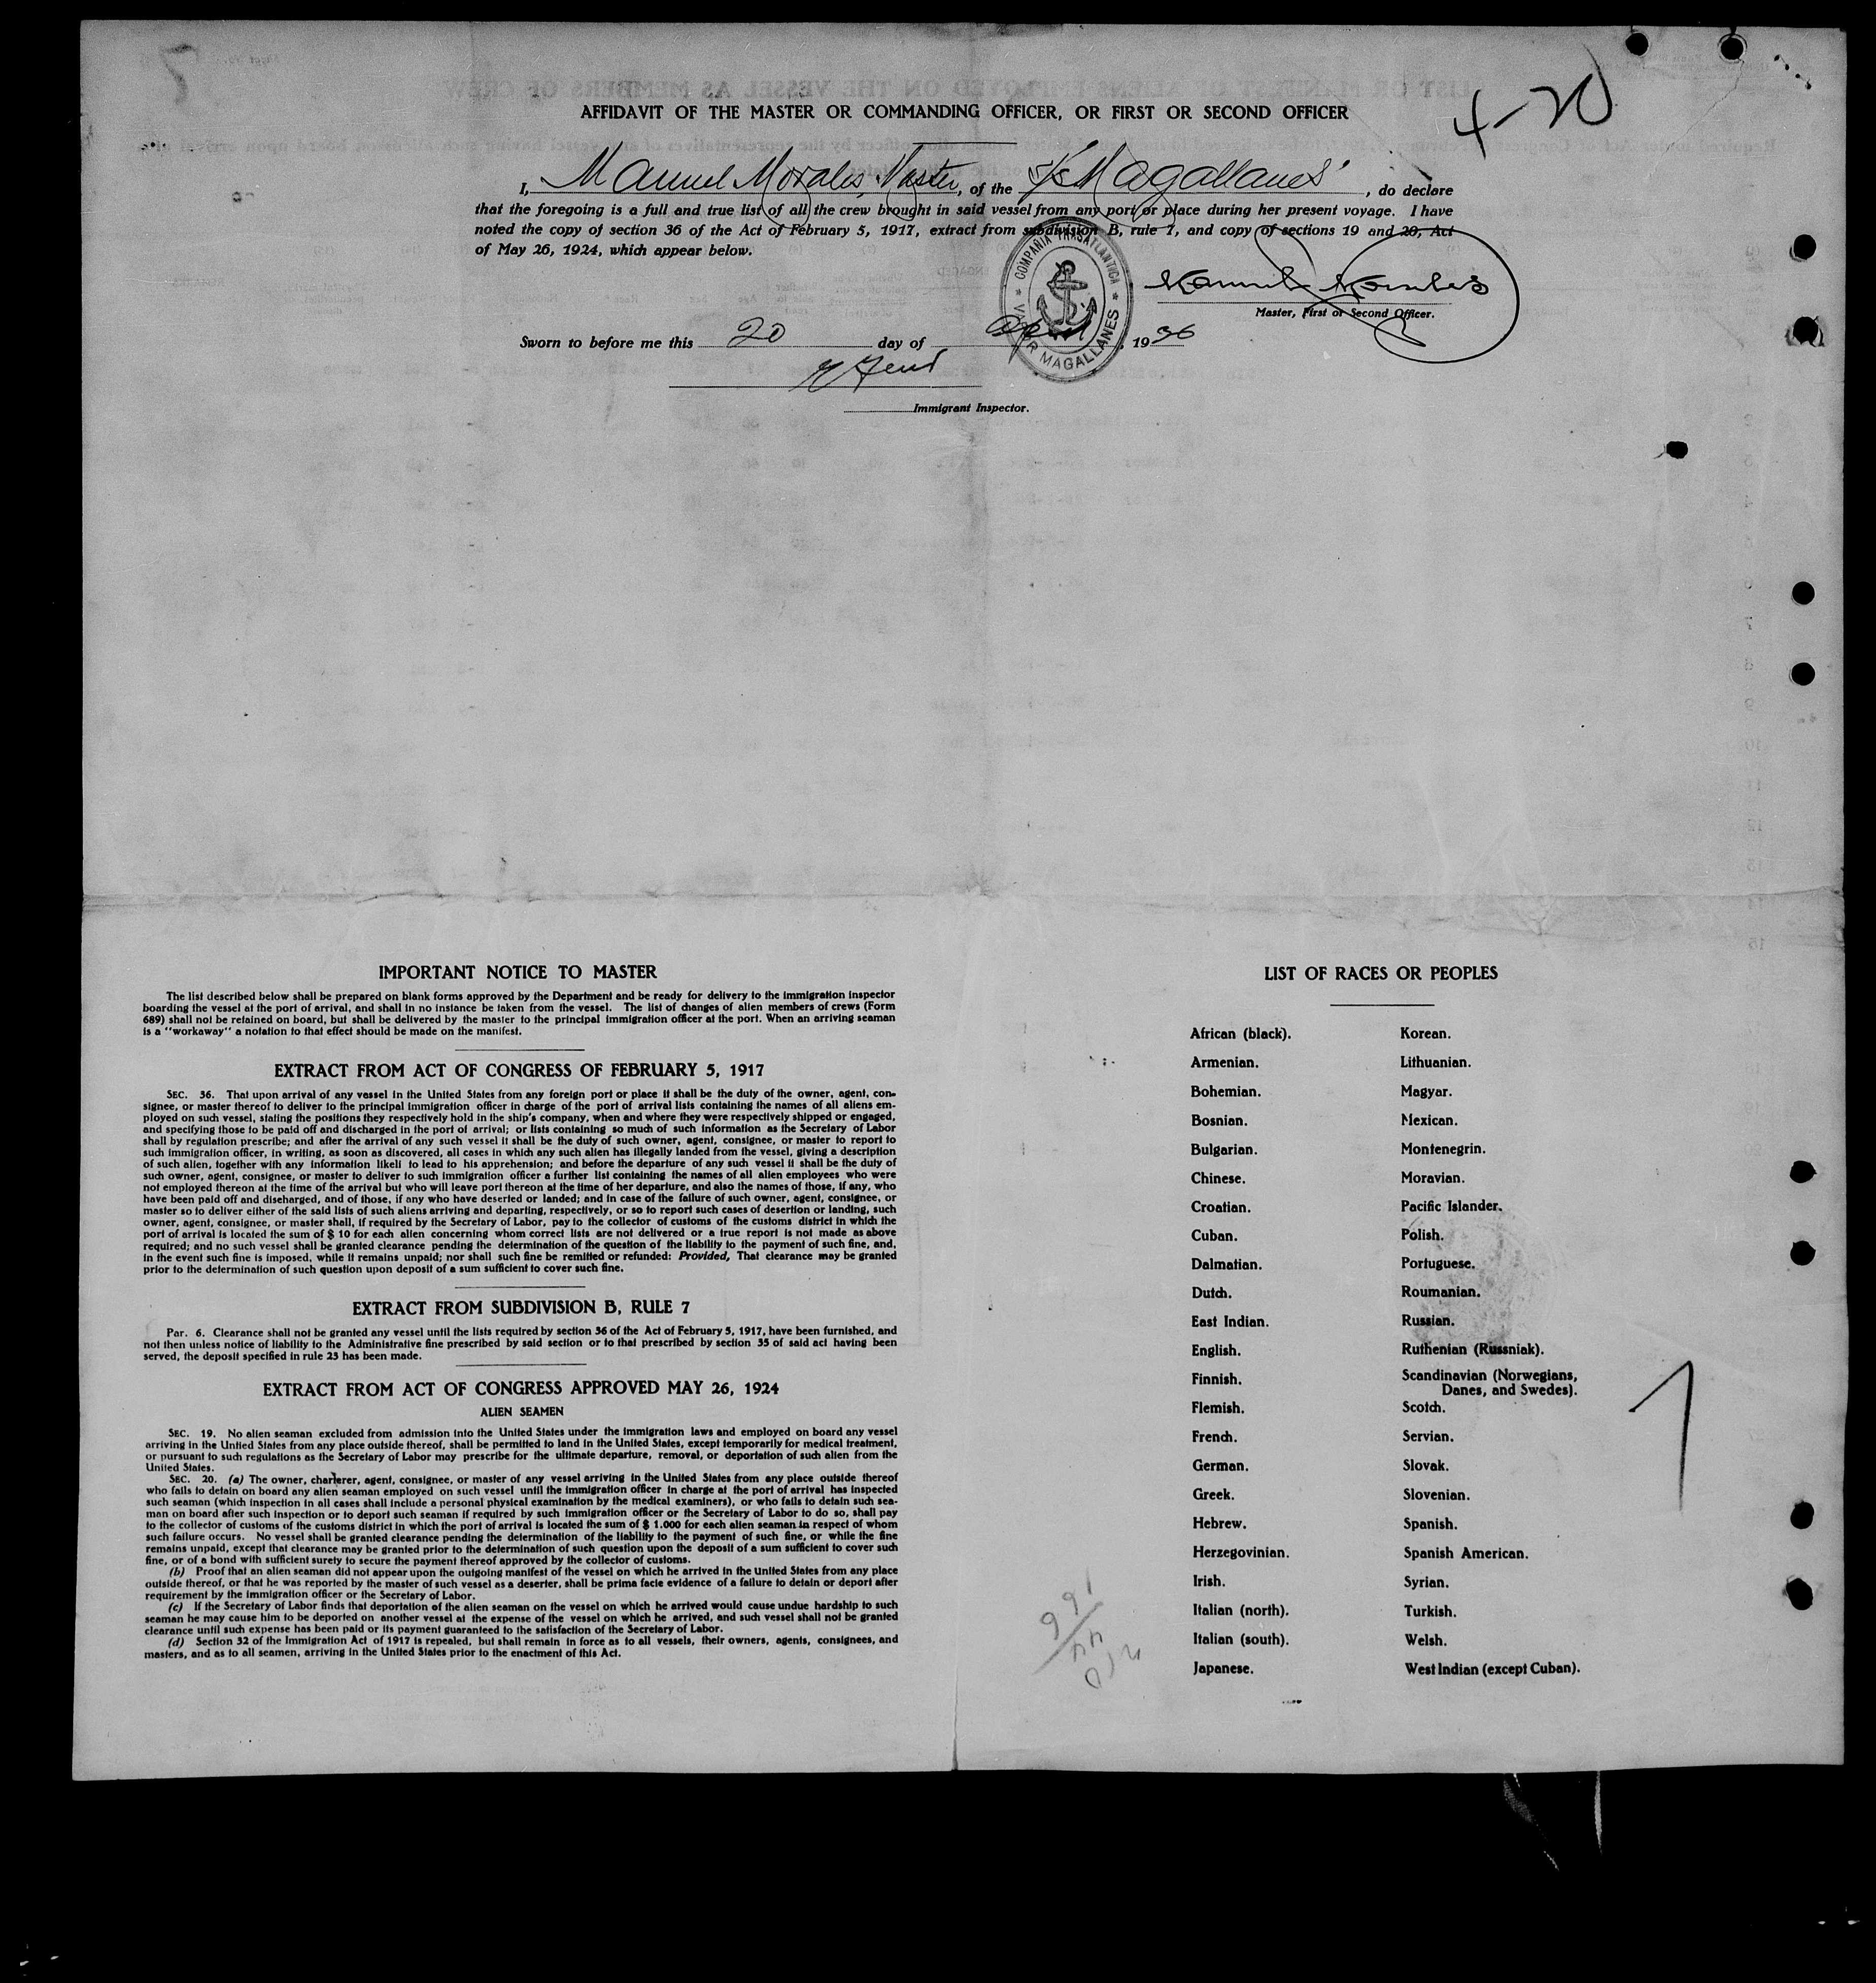 4-20
AFFIDAVIT OF THE MASTER OR COMMANDING OFFICER, OR FIRST OR SECOND OFFICER
I, Manuel Morales, Master, of the S/S "Magallanes", do declare
that the foregoing is a full and true list of all the crew brought in said vessel from any port or place during her present voyage. I have
noted the copy of section 36 of the Act of February 5, 1917, extract from subdivision B, rule 7, and copy of sections 19 and 20, Act
of May 26, 1924, which appear below.
COMPAÑIA TRASATLANTICA
VAPOR MAGALLANES
Manuel Morales
Master, First or Second Officer.
Sworn to before me this 20 day of April, 1936
Immigrant Inspector.
IMPORTANT NOTICE TO MASTER
The list described below shall be prepared on blank forms approved by the Department and be ready for delivery to the immigration inspector
boarding the vessel at the port of arrival, and shall in no instance be taken from the vessel. The list of changes of alien members of crews (Form
689) shall not be retained on board, but shall be delivered by the master to the principal immigration officer at the port. When an arriving seaman
is a "workaway" a notation to that effect should be made on the manifest.
EXTRACT FROM ACT OF CONGRESS OF FEBRUARY 5, 1917
SEC. 36. That upon arrival of any vessel in the United States from any foreign port or place it shall be the duty of the owner, agent, con-
signee, or master thereof to deliver to the principal immigration officer in charge of the port of arrival lists containing the names of all aliens em-
ployed on such vessel, stating the positions they respectively hold in the ship's company, when and where they were respectively shipped or engaged,
and specifying those to be paid off and discharged in the port of arrival; or lists containing so much of such information as the Secretary of Labor
shall by regulation prescribe; and after the arrival of any such vessel it shall be the duty of such owner, agent, consignee, or master to report to
such immigration officer, in writing, as soon as discovered, all cases in which any such alien has illegally landed from the vessel, giving a description
of such alien, together with any information likell to lead to his apprehension; and before the departure of any such vessel it shall be the duty of
such owner, agent, consignee, or master to deliver to such immigration officer a further list containing the names of all alien employees who were
not employed thereon at the time of the arrival but who will leave port thereon at the time of her departure, and also the names of those, if any, who
have been paid off and discharged, and of those, if any who have deserted or landed; and in case of the failure of such owner, agent, consignee, or
master so to deliver either of the said lists of such aliens arriving and departing, respectively, or so to report such cases of desertion or landing, such
owner, agent, consignee, or master shall, if required by the Secretary of Labor, pay to the collector of customs of the customs district in which the
port of arrival is located the sum of $ 10 for each alien concerning whom correct lists are not delivered or a true report is not made as above
required; and no such vessel shall be granted clearance pending the determination of the question of the liability to the payment of such fine, and,
in the event such fine is imposed, while it remains unpaid; nor shall such fine be remitted or refunded: Provided, That clearance may be granted
prior to the determination of such question upon deposit of a sum sufficient to cover such fine.
EXTRACT FROM SUBDIVISION B, RULE 7
Par. 6. Clearance shall not be granted any vessel until the lists required by section 36 of the Act of February 5, 1917, have been furnished, and
not then unless notice of liability to the Administrative fine prescribed by said section or to that prescribed by section 35 of said act having been
served, the deposit specified in rule 23 has been made.
EXTRACT FROM ACT OF CONGRESS APPROVED MAY 26, 1924
ALIEN SEAMEN
SEC. 19. No alien seaman excluded from admission into the United States under the immigration laws and employed on board any vessel
arriving in the United States from any place outside thereof, shall be permitted to land in the United States, except temporarily for medical treatment,
or pursuant to such regulations as the Secretary of Labor may prescribe for the ultimate departure, removal, or deportation of such alien from the
United States.
SEC. 20. (a) The owner, charterer, agent, consignee, or master of any vessel arriving in the United States from any place outside thereof
who fails to detain on board any alien seaman employed on such vessel until the immigration officer in charge at the port of arrival has inspected
such seaman (which inspection in all cases shall include a personal physical examination by the medical examiners), or who fails to detain such sea-
man on board after such inspection or to deport such seaman if required by such immigration officer or the Secretary of Labor to do so, shall pay
to the collector of customs of the customs district in which the port of arrival is located the sum of $ 1.000 for each alien seaman in respect of whom
such failure occurs. No vessel shall be granted clearance pending the determination of the liability to the payment of such fine, or while the fine
remains unpaid, except that clearance may be granted prior to the determination of such question upon the deposit of a sum sufficient to cover such
fine, or of a bond with sufficient surety to secure the payment thereof approved by the collector of customs.
(b) Proof that an alien seaman did not appear upon the outgoing manifest of the vessel on which he arrived in the United States from any place
outside thereof, or that he was reported by the master of such vessel as a deserter, shall be prima facie evidence of a failure to detain or deport after
requirement by the immigration officer or the Secretary of Labor.
(c) If the Secretary of Labor finds that deportation of the alien seaman on the vessel on which he arrived would cause undue hardship to such
seaman he may cause him to be deported on another vessel at the expense of the vessel on which he arrived, and such vessel shall not be granted
clearance until such expense has been paid or its payment guaranteed to the satisfaction of the Secretary of Labor.
(d) Section 32 of the Immigration Act of 1917 is repealed, but shall remain in force as to all vessels, their owners, agents, consignees, and
masters, and as to all seamen, arriving in the United States prior to the enactment of this Act.
LIST OF RACES OR PEOPLES
African (black).
Armenian.
Bohemian.
Bosnian.
Bulgarian.
Chinese.
Croatian.
Cuban.
Dalmatian.
Dutch.
East Indian.
English.
Finnish.
Flemish.
French.
German.
Greek.
Hebrew.
Herzegovinian.
Irish.
Italian (north).
Italian (south).
Japanese.
Korean.
Lithuanian.
Magyar.
Mexican.
Montenegrin.
Moravian.
Pacific Islander.
Polish.
Portuguese.
Roumanian.
Russian.
Ruthenian (Russniak).
Scandinavian (Norwegians,
Danes, and Swedes).
Scotch.
Servian.
Slovak.
Slovenian.
Spanish.
Spanish American.
Syrian.
Turkish.
Welsh.
West Indian (except Cuban).
1